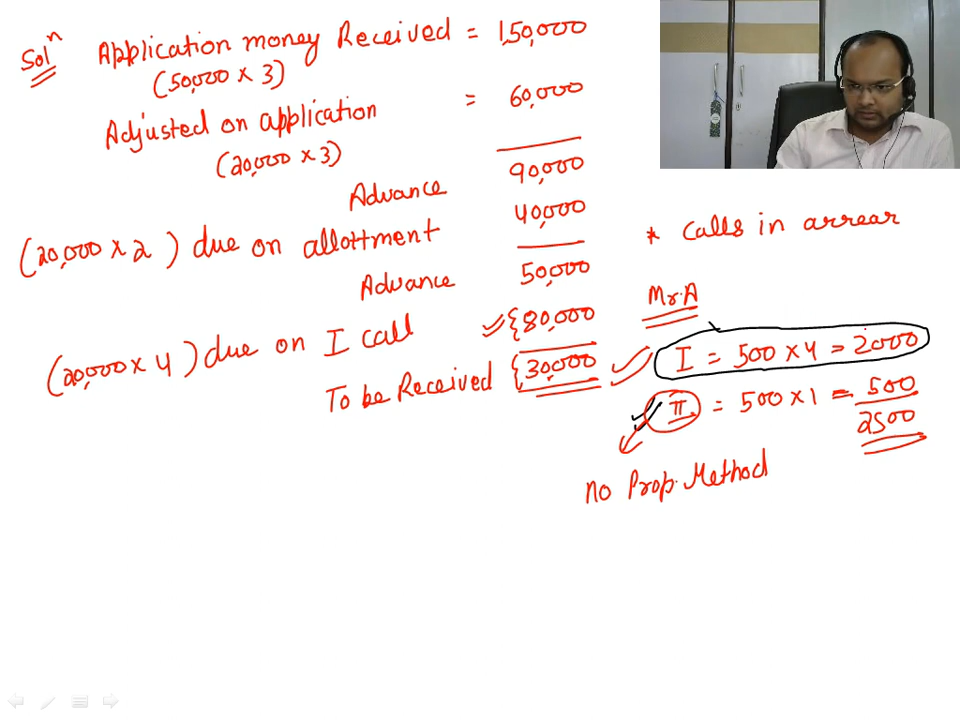 Solⁿ Application money Received = 1,50,000
(50,000 x 3)
Adjusted on application = 60,000
(20,000 x 3)
90,000
Advance
(20,000 x 2) due on allottment 40,000
Advance 50,000
(20,000 x 4) due on I call {80,000
To be Received {30,000
* Calls in arrear
Mr. A
I = 500 x 4 = 2000
II = 500 x 1 = 500
2500
no Prop. Method